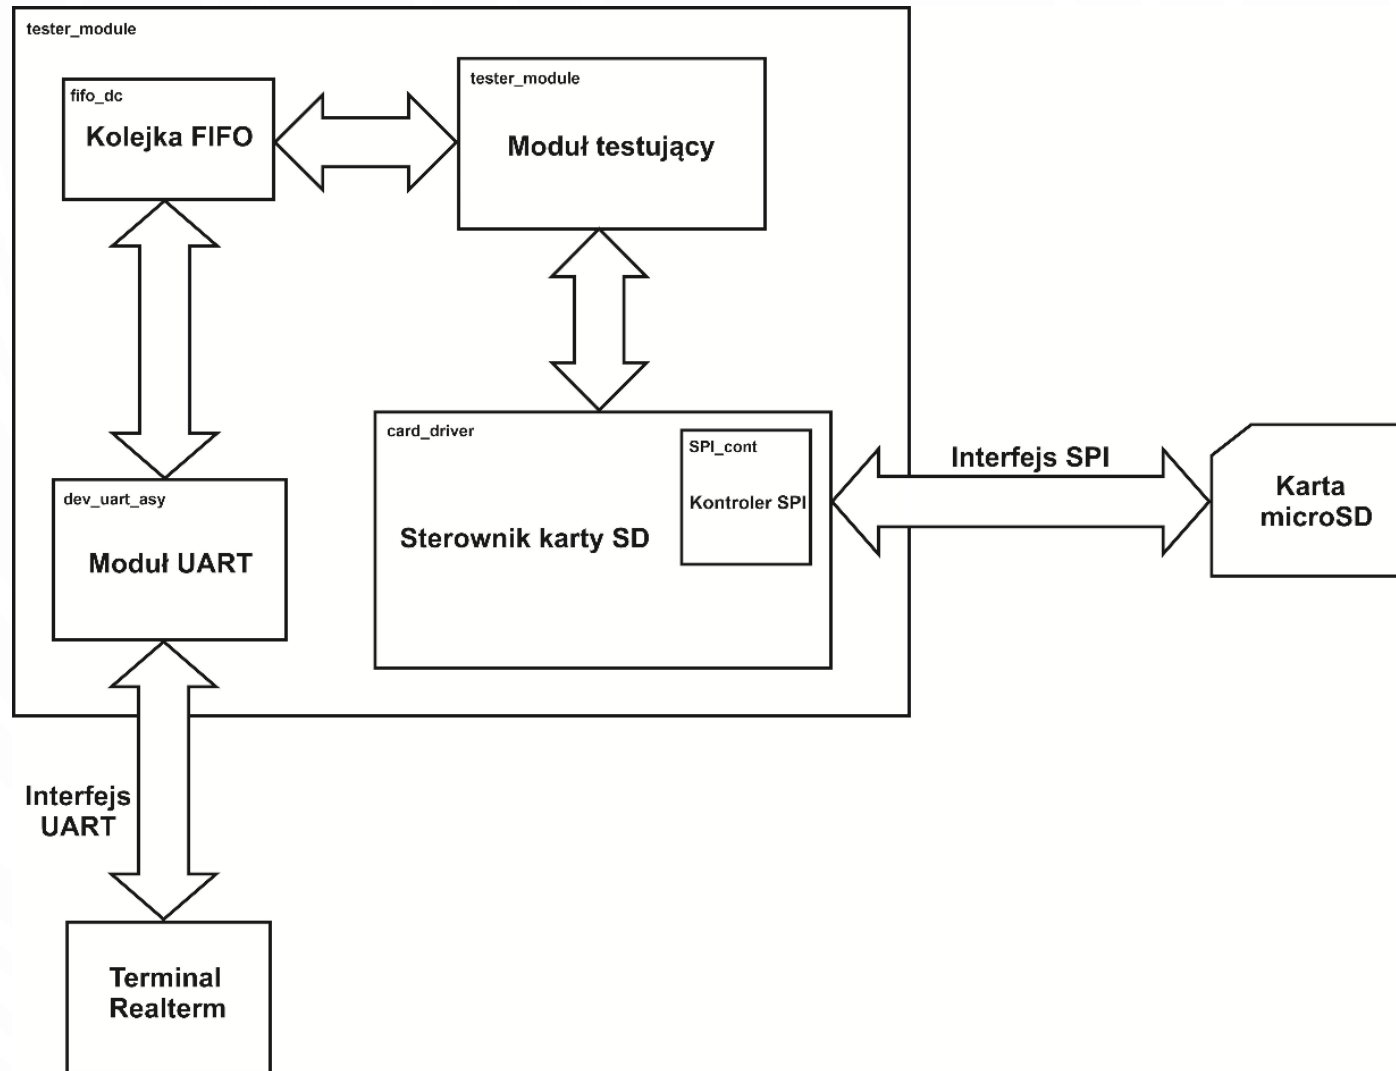 tester_module
fifo_dc
Kolejka FIFO
tester_module
Moduł testujący
card_driver
SPI_cont
Kontroler SPI
Sterownik karty SD
Interfejs SPI
Karta
microSD
dev_uart_asy
Moduł UART
Interfejs
UART
Terminal
Realterm